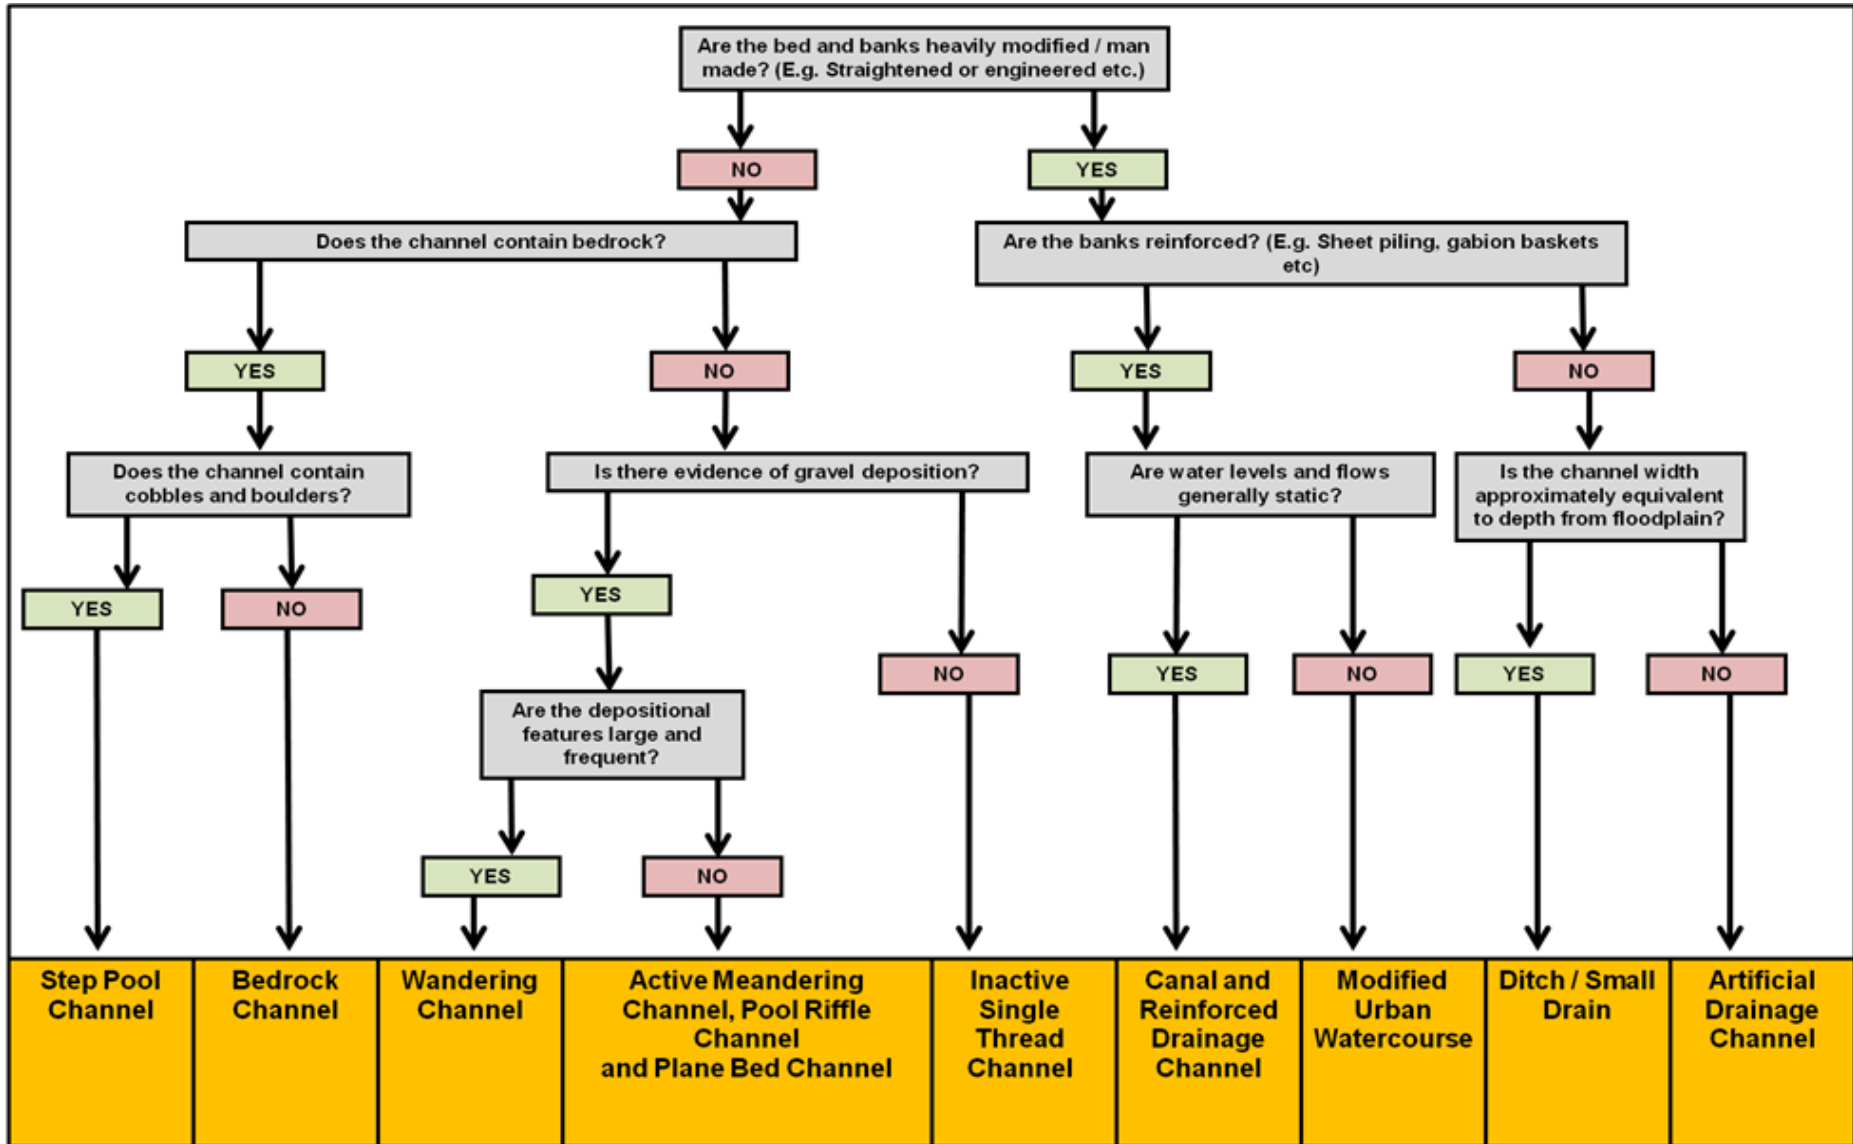 Are the bed and banks heavily modified / man
made? (E.g. Straightened or engineered etc.)
NO
YES
Does the channel contain bedrock?
Are the banks reinforced? (E.g. Sheet piling, gabion baskets
etc)
YES
NO
YES
NO
Does the channel contain
cobbles and boulders?
Is there evidence of gravel deposition?
Are water levels and flows
generally static?
Is the channel width
approximately equivalent
to depth from floodplain?
YES
NO
YES
NO
YES
NO
YES
NO
Are the depositional
features large and
frequent?
YES
NO
Step Pool
Channel
Bedrock
Channel
Wandering
Channel
Active Meandering
Channel, Pool Riffle
Channel
and Plane Bed Channel
Inactive
Single
Thread
Channel
Canal and
Reinforced
Drainage
Channel
Modified
Urban
Watercourse
Ditch / Small
Drain
Artificial
Drainage
Channel